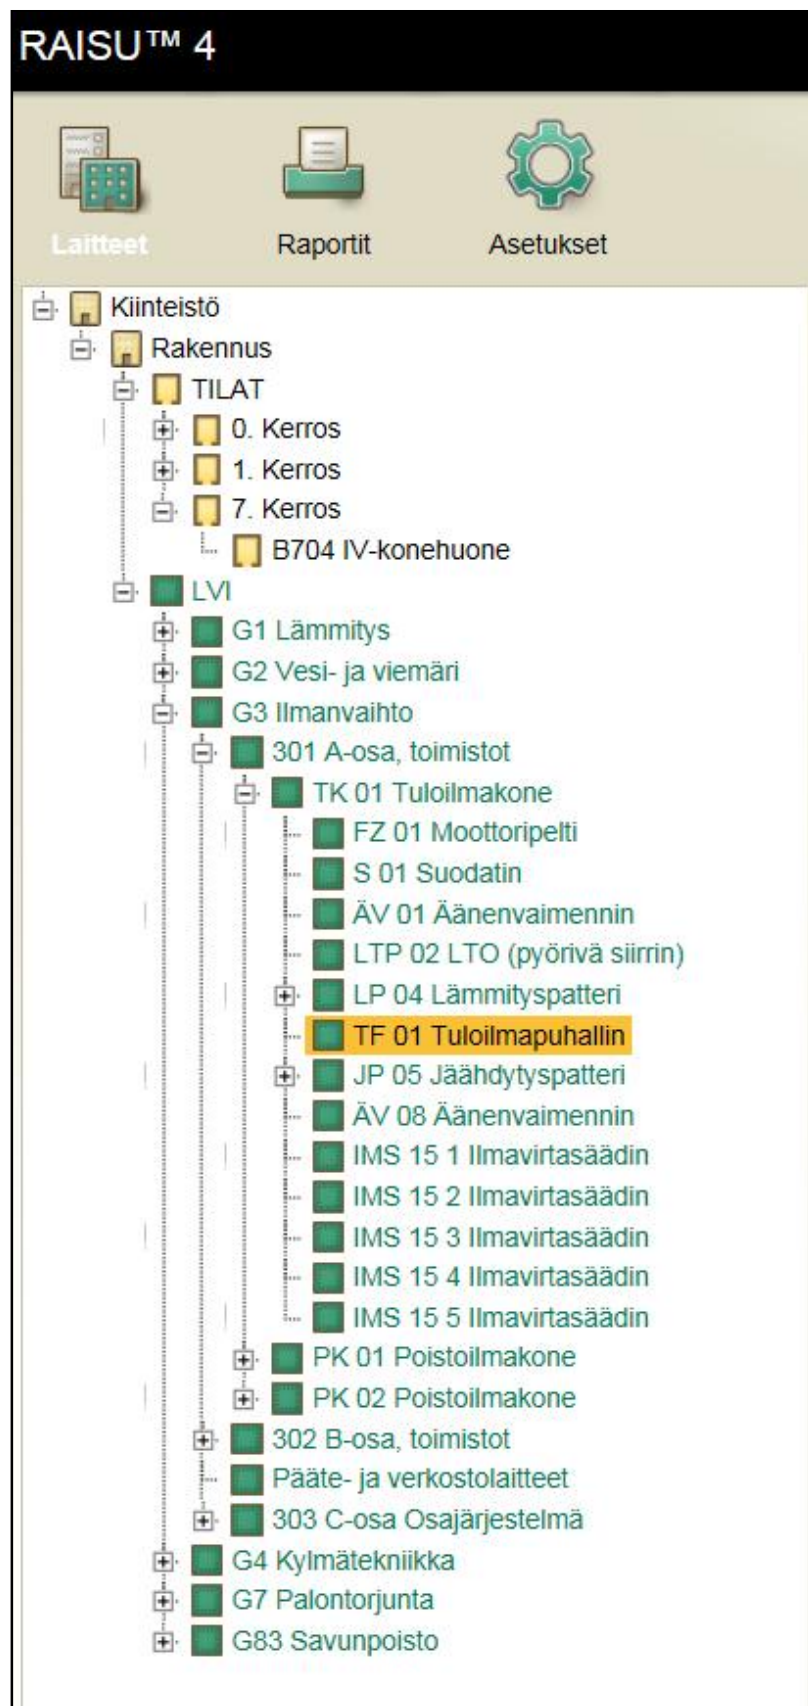 RAISU™ 4
Laitteet Raportit Asetukset
Kiinteistö
Rakennus
TILAT
0. Kerros
1. Kerros
7. Kerros
B704 IV-konehuone
LVI
G1 Lämmitys
G2 Vesi- ja viemäri
G3 Ilmanvaihto
301 A-osa, toimistot
TK 01 Tuloilmakone
FZ 01 Moottoripelti
S 01 Suodatin
ÄV 01 Äänenvaimennin
LTP 02 LTO (pyörivä siirrin)
LP 04 Lämmityspatteri
TF 01 Tuloilmapuhallin
JP 05 Jäähdytyspatteri
ÄV 08 Äänenvaimennin
IMS 15 1 Ilmavirtasäädin
IMS 15 2 Ilmavirtasäädin
IMS 15 3 Ilmavirtasäädin
IMS 15 4 Ilmavirtasäädin
IMS 15 5 Ilmavirtasäädin
PK 01 Poistoilmakone
PK 02 Poistoilmakone
302 B-osa, toimistot
Pääte- ja verkostolaitteet
303 C-osa Osajärjestelmä
G4 Kylmätekniikka
G7 Palontorjunta
G83 Savunpoisto